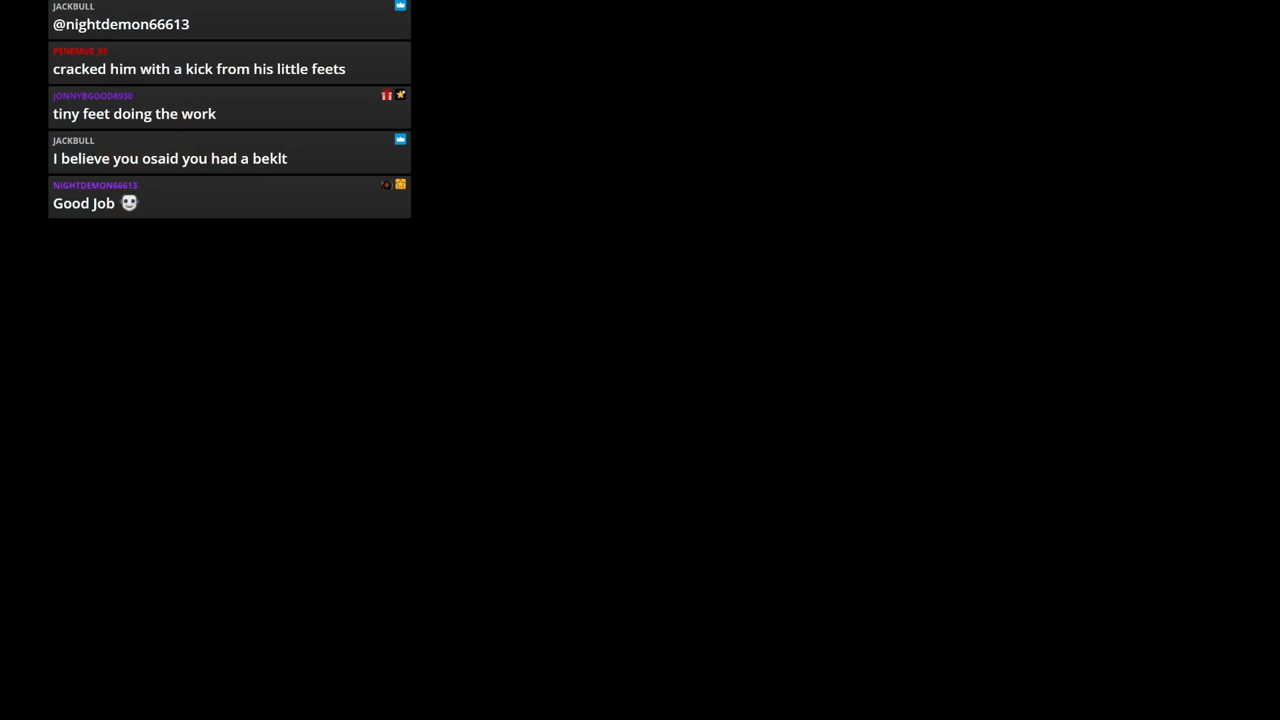 JACKBULL
@nightdemon66613
PENEMUE_95
cracked him with a kick from his little feets
JONNYBGOOD8930
tiny feet doing the work
JACKBULL
I believe you osaid you had a beklt
NIGHTDEMON66613
Good Job